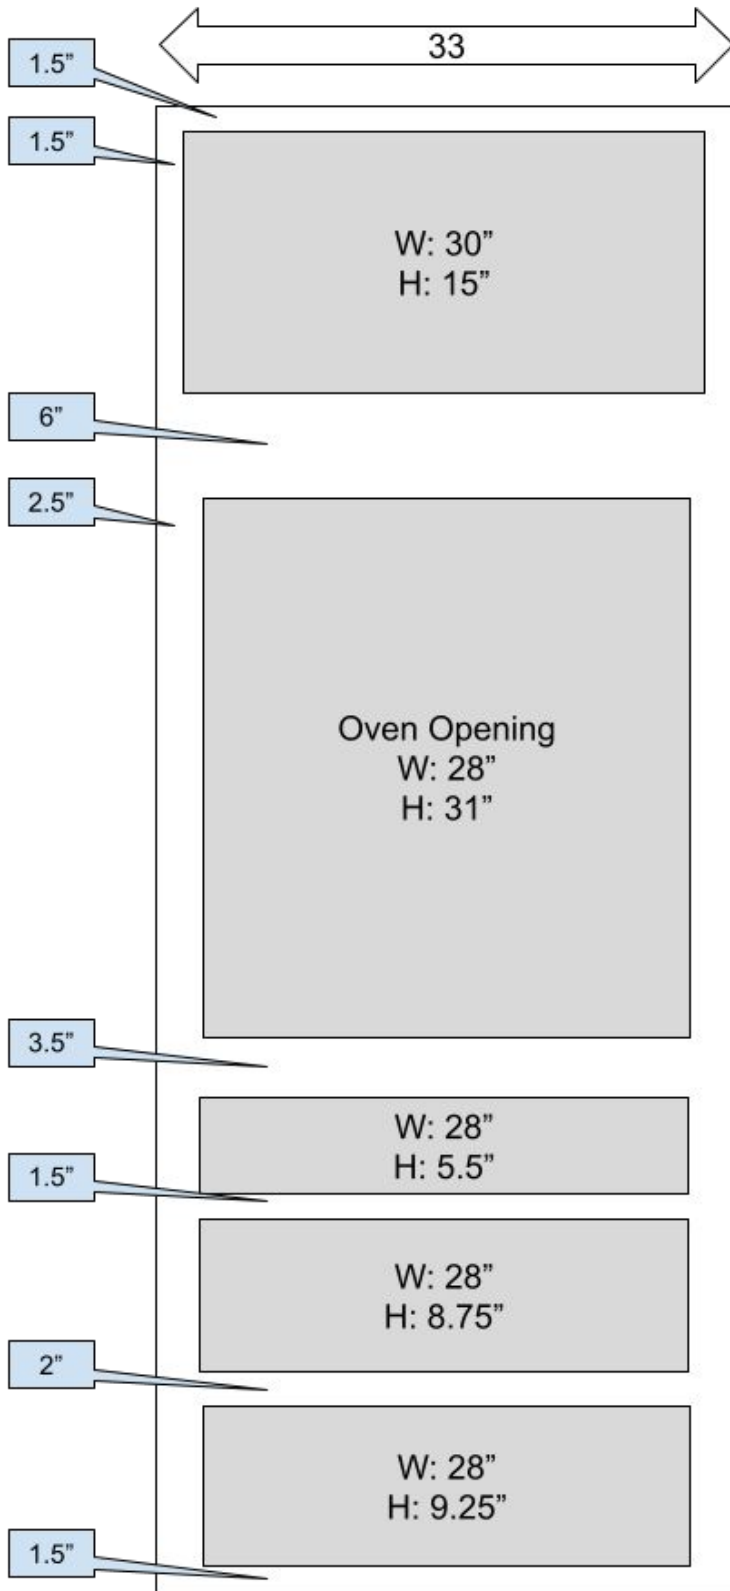 33
1.5”
1.5”
W: 30”
H: 15”
6”
2.5”
Oven Opening
W: 28”
H: 31”
3.5”
W: 28”
H: 5.5”
1.5”
W: 28”
H: 8.75”
2”
W: 28”
H: 9.25”
1.5”